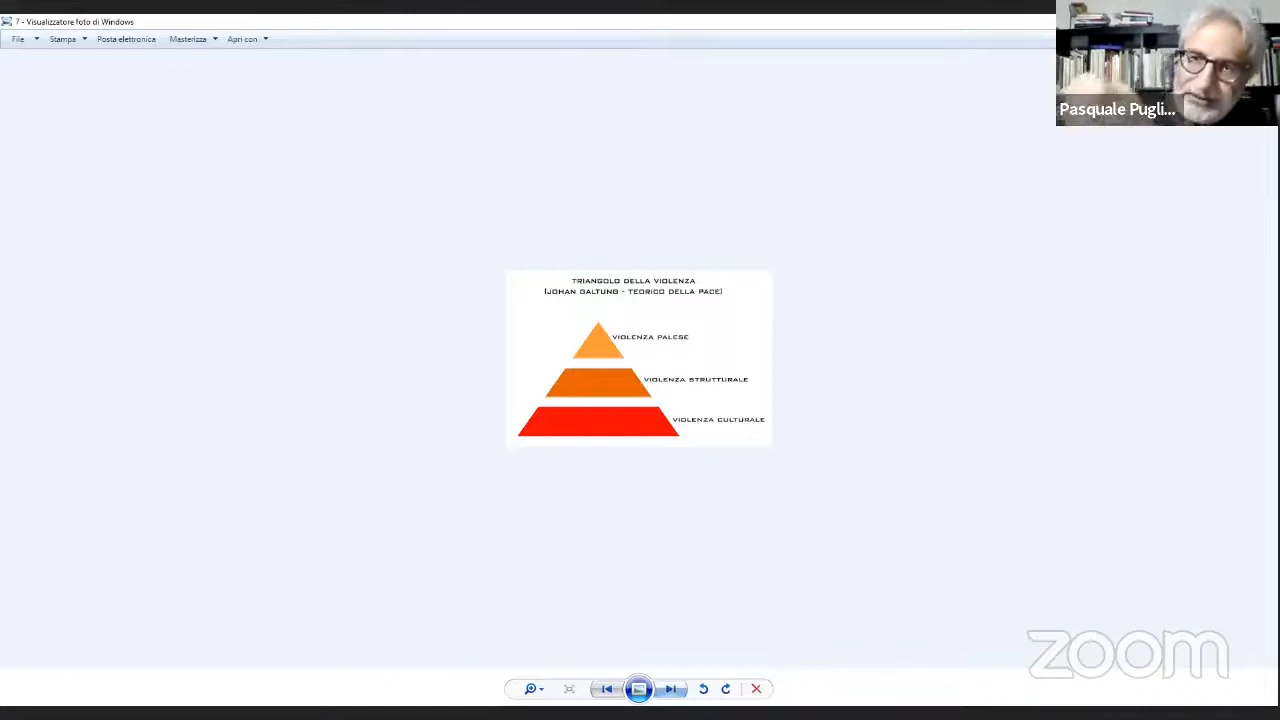 7 - Visualizzatore foto di Windows
File Stampa Posta elettronica Masterizza Apri con
Pasquale Pugli...
TRIANGOLO DELLA VIOLENZA
(JOHAN GALTUNG - TEORICO DELLA PACE)
VIOLENZA PALESE
VIOLENZA STRUTTURALE
VIOLENZA CULTURALE
zoom